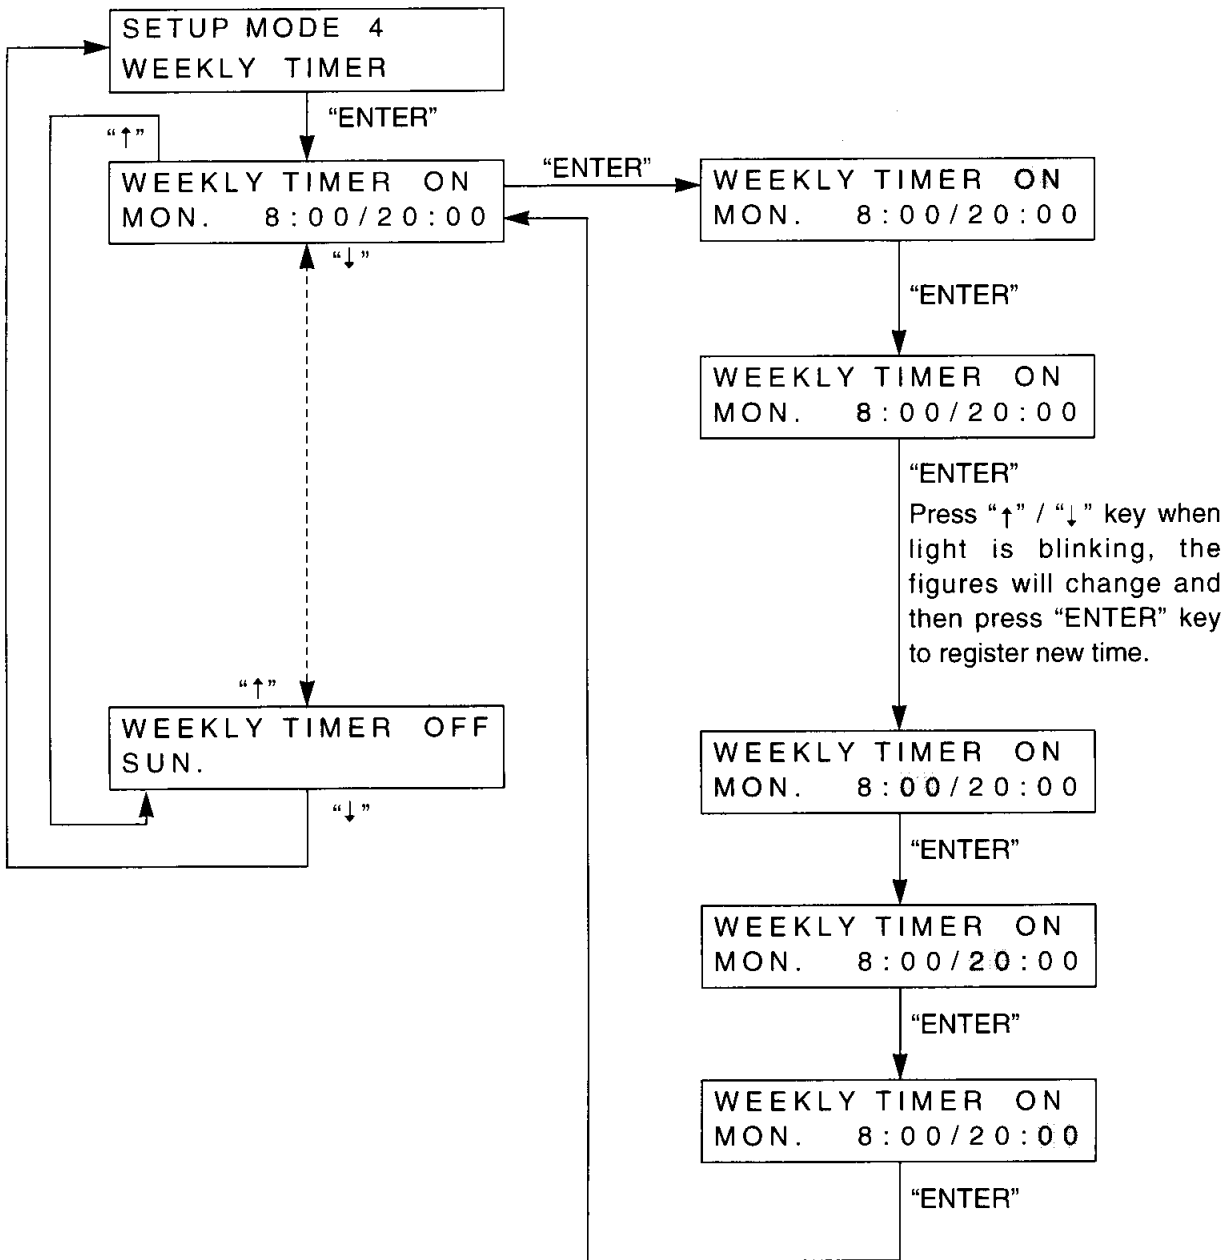 SETUP MODE 4
WEEKLY TIMER
“ENTER”
“↑”
WEEKLY TIMER ON
MON. 8:00/20:00
“↓”
“ENTER”
WEEKLY TIMER ON
MON. 8:00/20:00
“ENTER”
WEEKLY TIMER ON
MON. 8:00/20:00
“ENTER”
Press “↑” / “↓” key when
light is blinking, the
figures will change and
then press “ENTER” key
to register new time.
“↑”
WEEKLY TIMER OFF
SUN.
“↓”
WEEKLY TIMER ON
MON. 8:00/20:00
“ENTER”
WEEKLY TIMER ON
MON. 8:00/20:00
“ENTER”
WEEKLY TIMER ON
MON. 8:00/20:00
“ENTER”